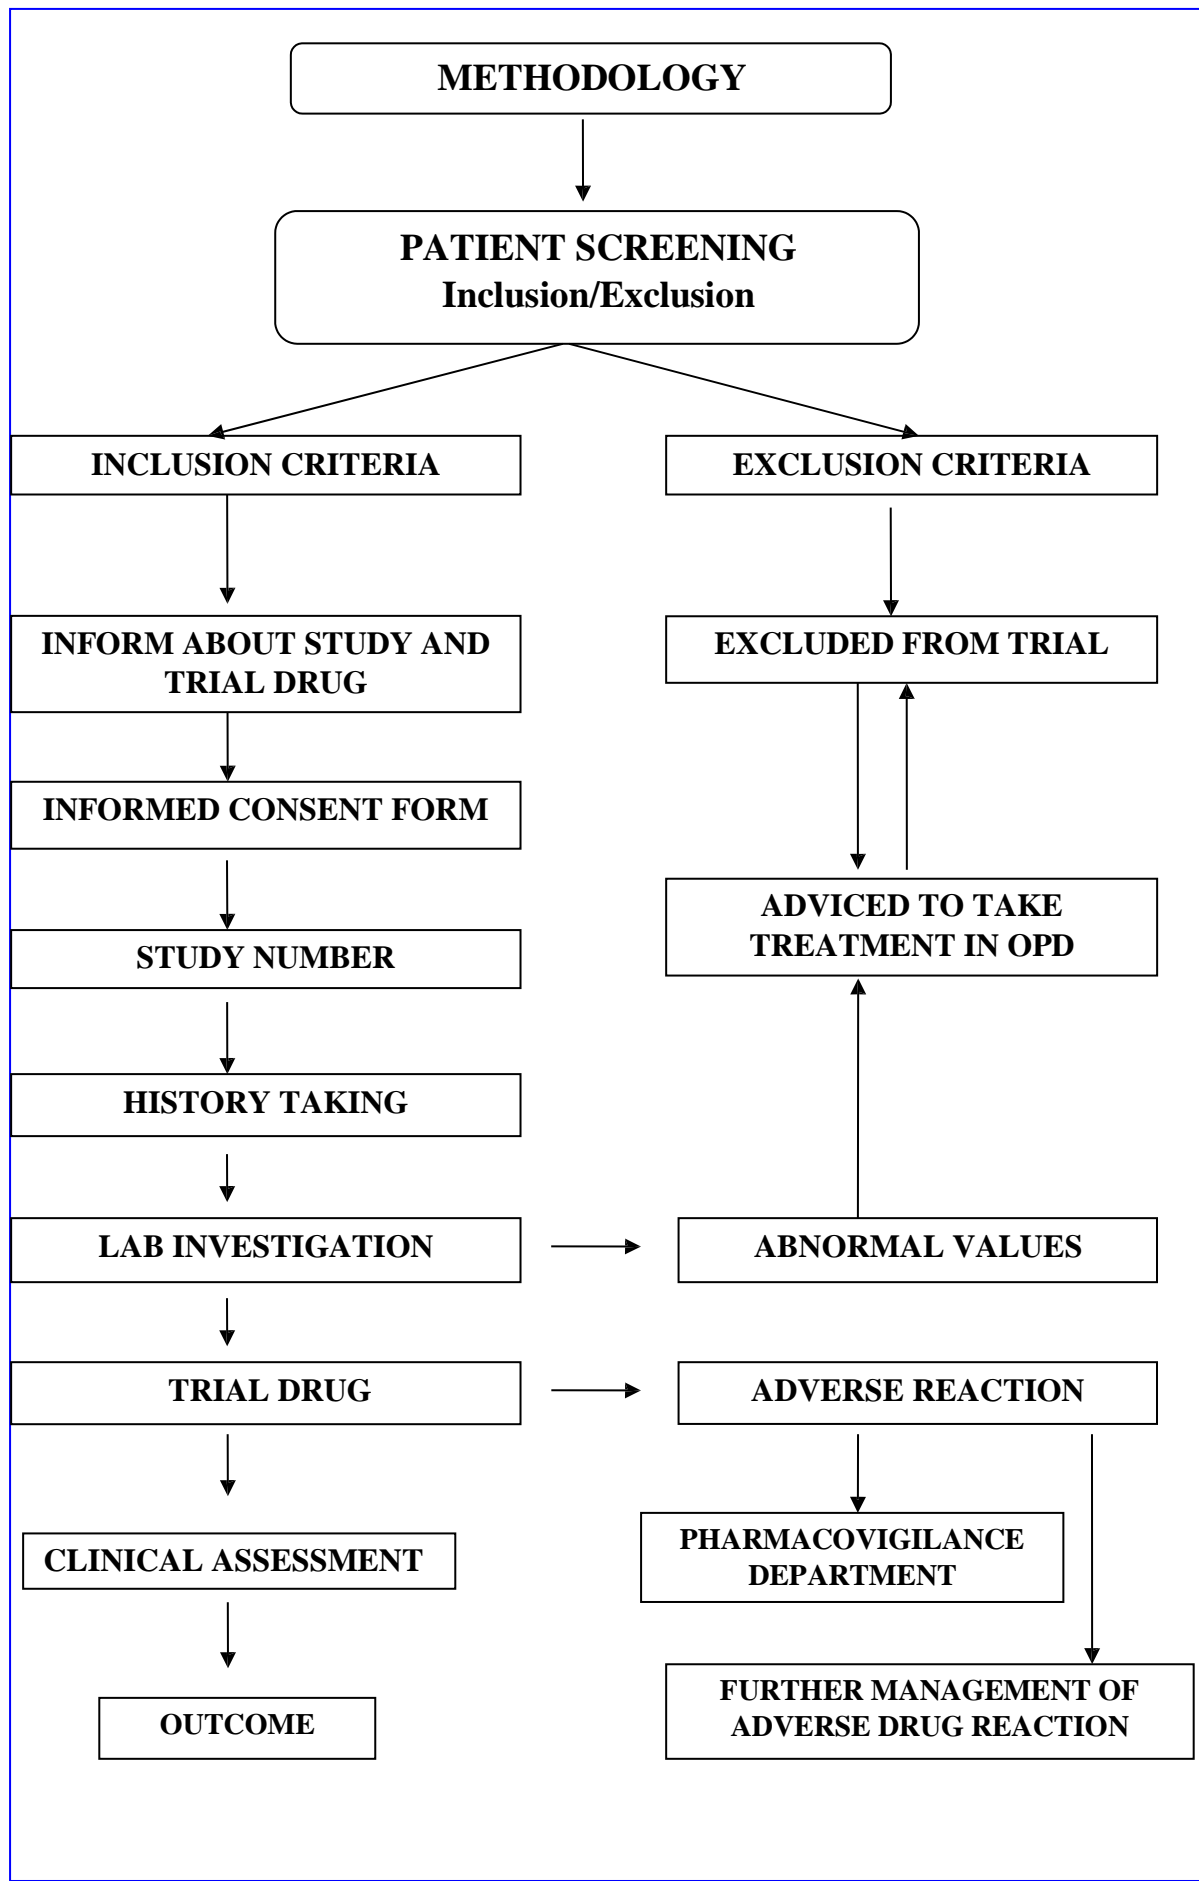 METHODOLOGY
PATIENT SCREENING
Inclusion/Exclusion
INCLUSION CRITERIA
EXCLUSION CRITERIA
INFORM ABOUT STUDY AND
TRIAL DRUG
EXCLUDED FROM TRIAL
INFORMED CONSENT FORM
ADVICED TO TAKE
TREATMENT IN OPD
STUDY NUMBER
HISTORY TAKING
LAB INVESTIGATION
ABNORMAL VALUES
TRIAL DRUG
ADVERSE REACTION
PHARMACOVIGILANCE
DEPARTMENT
CLINICAL ASSESSMENT
FURTHER MANAGEMENT OF
ADVERSE DRUG REACTION
OUTCOME